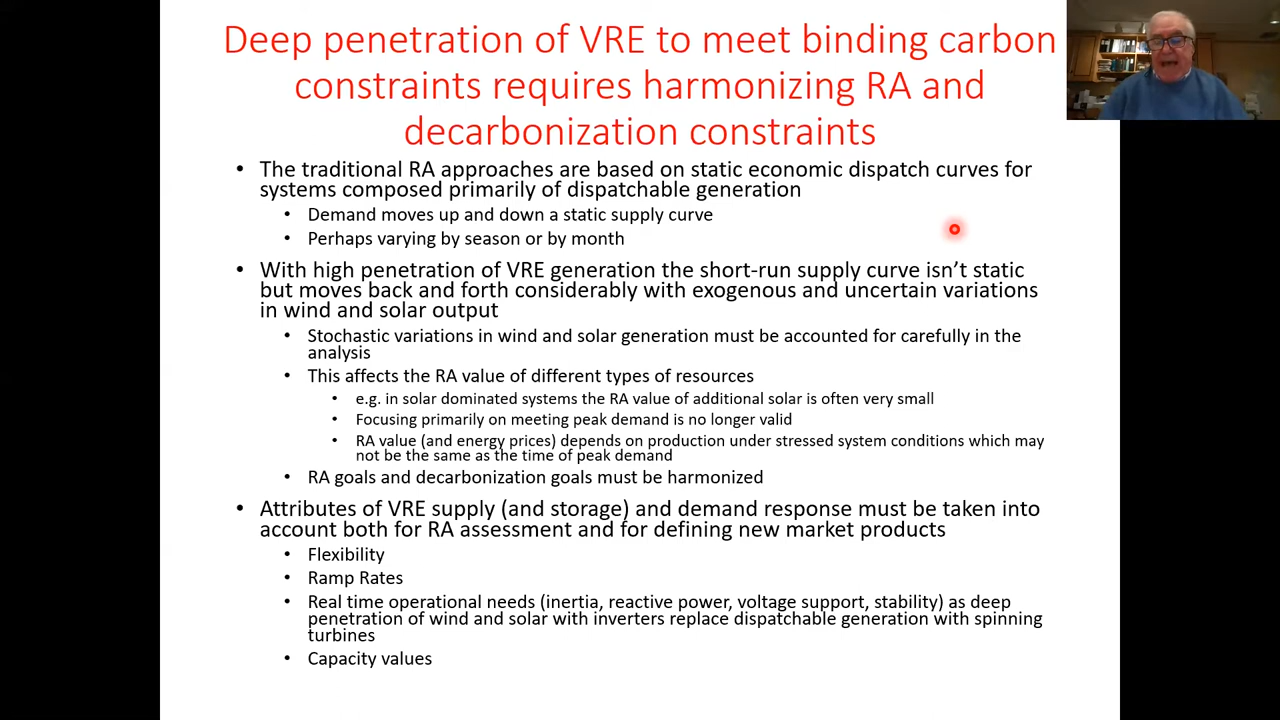 Deep penetration of VRE to meet binding carbon
constraints requires harmonizing RA and
decarbonization constraints
• The traditional RA approaches are based on static economic dispatch curves for
systems composed primarily of dispatchable generation
• Demand moves up and down a static supply curve
• Perhaps varying by season or by month
• With high penetration of VRE generation the short-run supply curve isn't static
but moves back and forth considerably with exogenous and uncertain variations
in wind and solar output
• Stochastic variations in wind and solar generation must be accounted for carefully in the
analysis
• This affects the RA value of different types of resources
• e.g. in solar dominated systems the RA value of additional solar is often very small
• Focusing primarily on meeting peak demand is no longer valid
• RA value (and energy prices) depends on production under stressed system conditions which may
not be the same as the time of peak demand
• RA goals and decarbonization goals must be harmonized
• Attributes of VRE supply (and storage) and demand response must be taken into
account both for RA assessment and for defining new market products
• Flexibility
• Ramp Rates
• Real time operational needs (inertia, reactive power, voltage support, stability) as deep
penetration of wind and solar with inverters replace dispatchable generation with spinning
turbines
• Capacity values